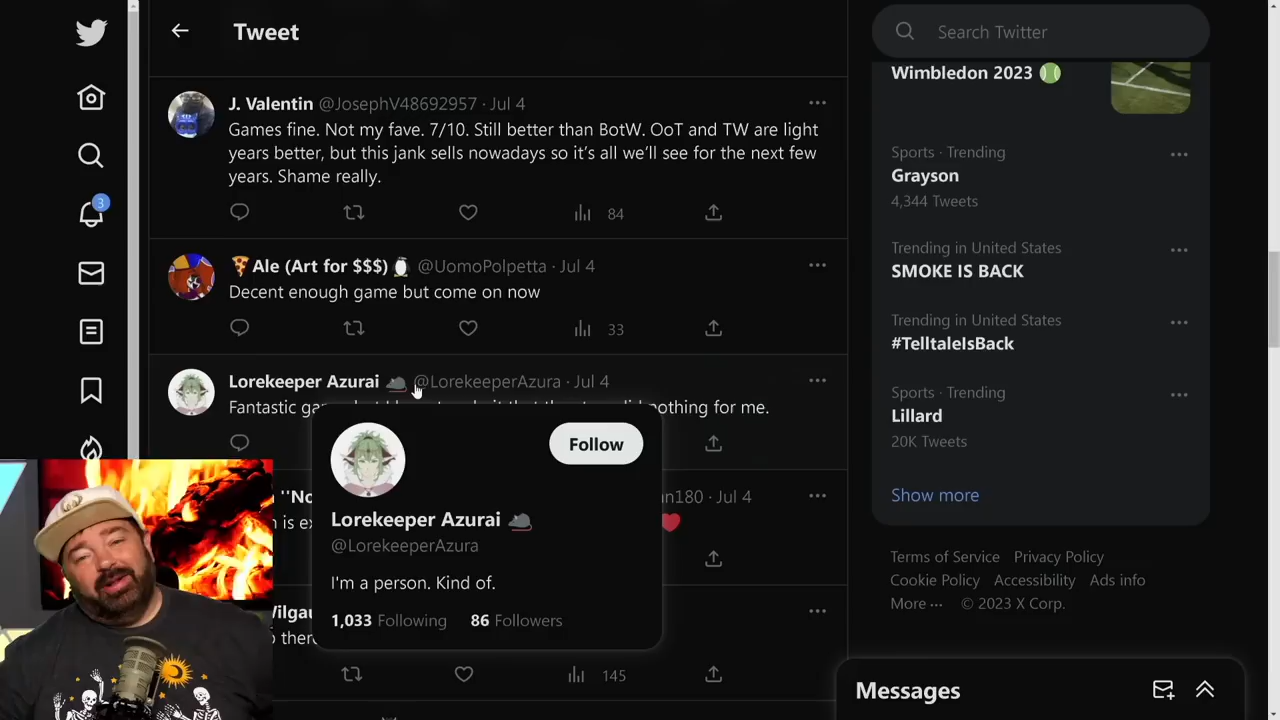 Tweet
J. Valentin @JosephV48692957 · Jul 4
Games fine. Not my fave. 7/10. Still better than BotW. OoT and TW are light
years better, but this jank sells nowadays so it's all we'll see for the next few
years. Shame really.
84
🍕Ale (Art for $$$) 🐧 @UomoPolpetta · Jul 4
Decent enough game but come on now
33
Lorekeeper Azurai 🐀 @LorekeeperAzura · Jul 4
Fantastic
nothing for me.
Follow
Lorekeeper Azurai 🐀
@LorekeeperAzura
I'm a person. Kind of.
1,033 Following 86 Followers
n180 · Jul 4
145
3
Search Twitter
Wimbledon 2023 🎾
Sports · Trending
Grayson
4,344 Tweets
Trending in United States
SMOKE IS BACK
Trending in United States
#TelltaleIsBack
Sports · Trending
Lillard
20K Tweets
Show more
Terms of Service Privacy Policy
Cookie Policy Accessibility Ads info
More ··· © 2023 X Corp.
Messages